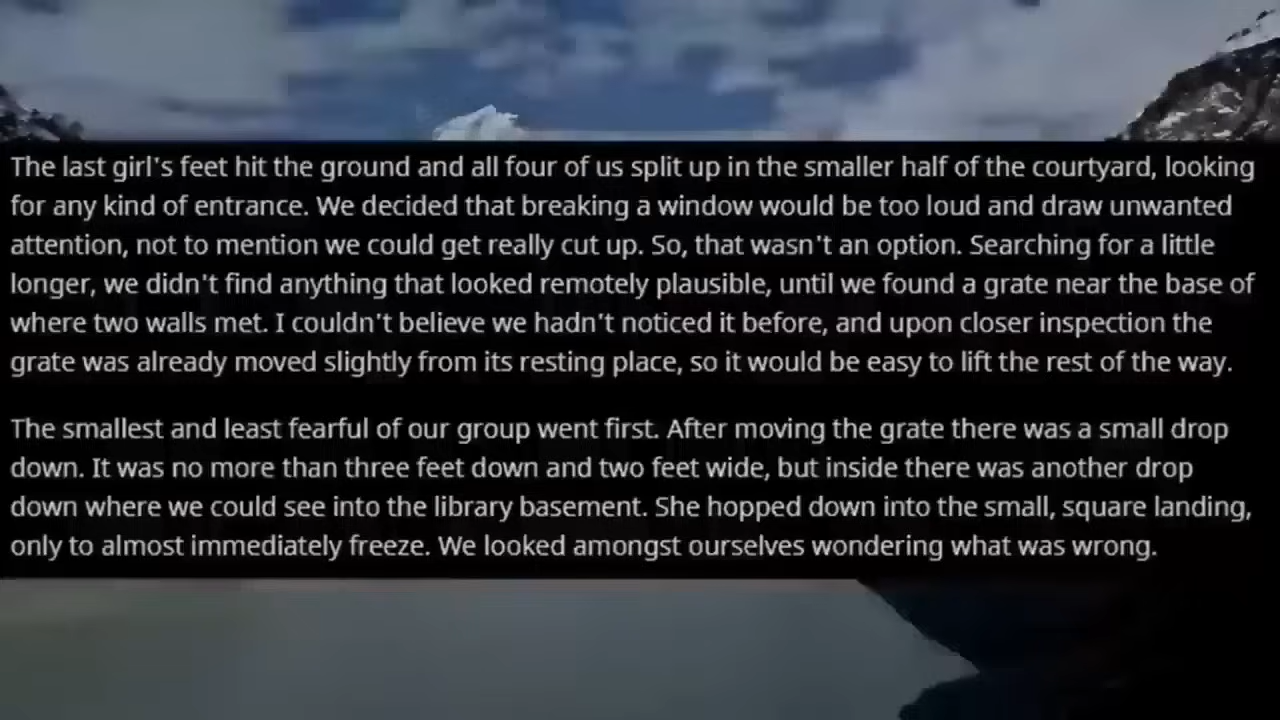 The last girl's feet hit the ground and all four of us split up in the smaller half of the courtyard, looking
for any kind of entrance. We decided that breaking a window would be too loud and draw unwanted
attention, not to mention we could get really cut up. So, that wasn't an option. Searching for a little
longer, we didn't find anything that looked remotely plausible, until we found a grate near the base of
where two walls met. I couldn't believe we hadn't noticed it before, and upon closer inspection the
grate was already moved slightly from its resting place, so it would be easy to lift the rest of the way.
The smallest and least fearful of our group went first. After moving the grate there was a small drop
down. It was no more than three feet down and two feet wide, but inside there was another drop
down where we could see into the library basement. She hopped down into the small, square landing,
only to almost immediately freeze. We looked amongst ourselves wondering what was wrong.